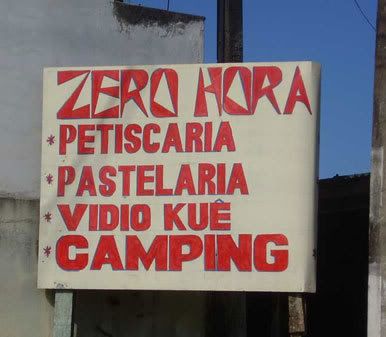 ZERO HORA
* PETISCARIA
* PASTELARIA
* VIDIO KUÊ
* CAMPING